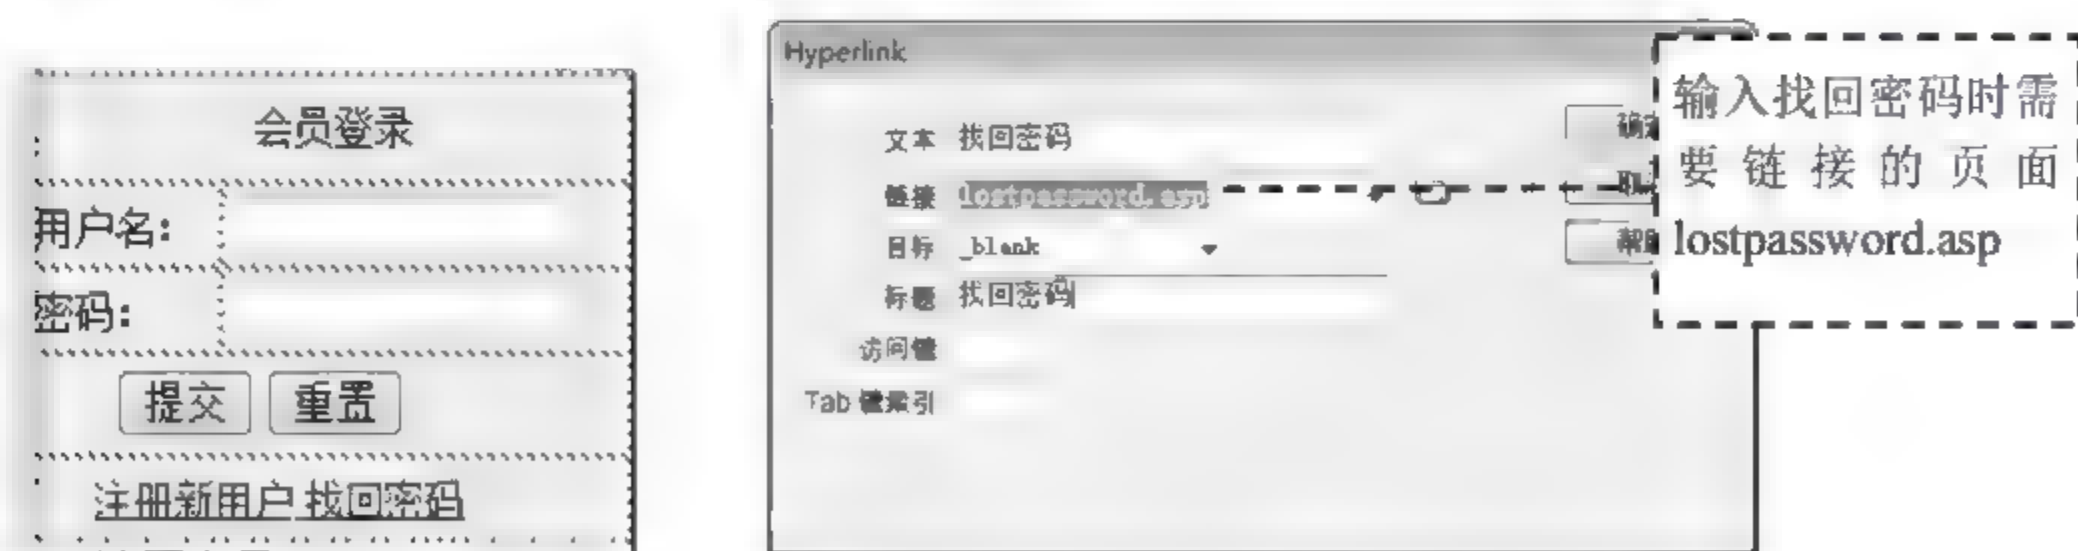 会员登录
用户名:
密码:
提交 重置
注册新用户 找回密码
Hyperlink
文本 找回密码
链接 lostpassword.asp
目标 _blank
标题 找回密码
访问键
Tab 键索引
输入找回密码时需
要链接的页面
lostpassword.asp